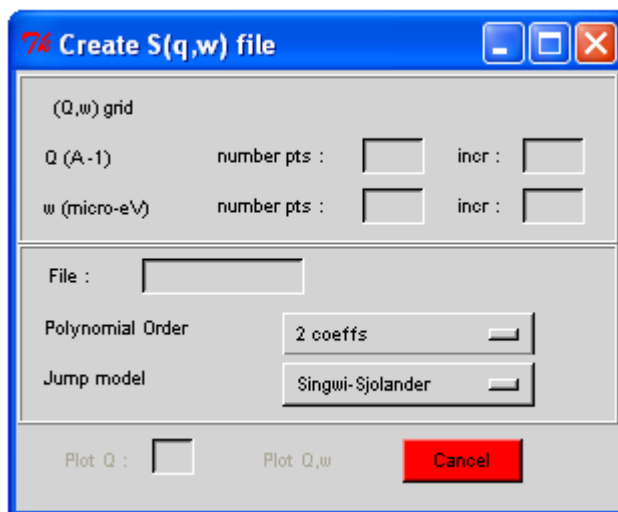 Tk Create S(q,w) file
(Q,w) grid
Q (A-1) number pts : incr :
w (micro-eV) number pts : incr :
File :
Polynomial Order 2 coeffs
Jump model Singwi-Sjolander
Plot Q : Plot Q,w Cancel